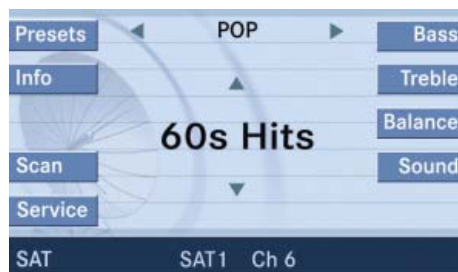 Presets
POP
Bass
Info
Treble
60s Hits
Balance
Scan
Sound
Service
SAT SAT1 Ch 6